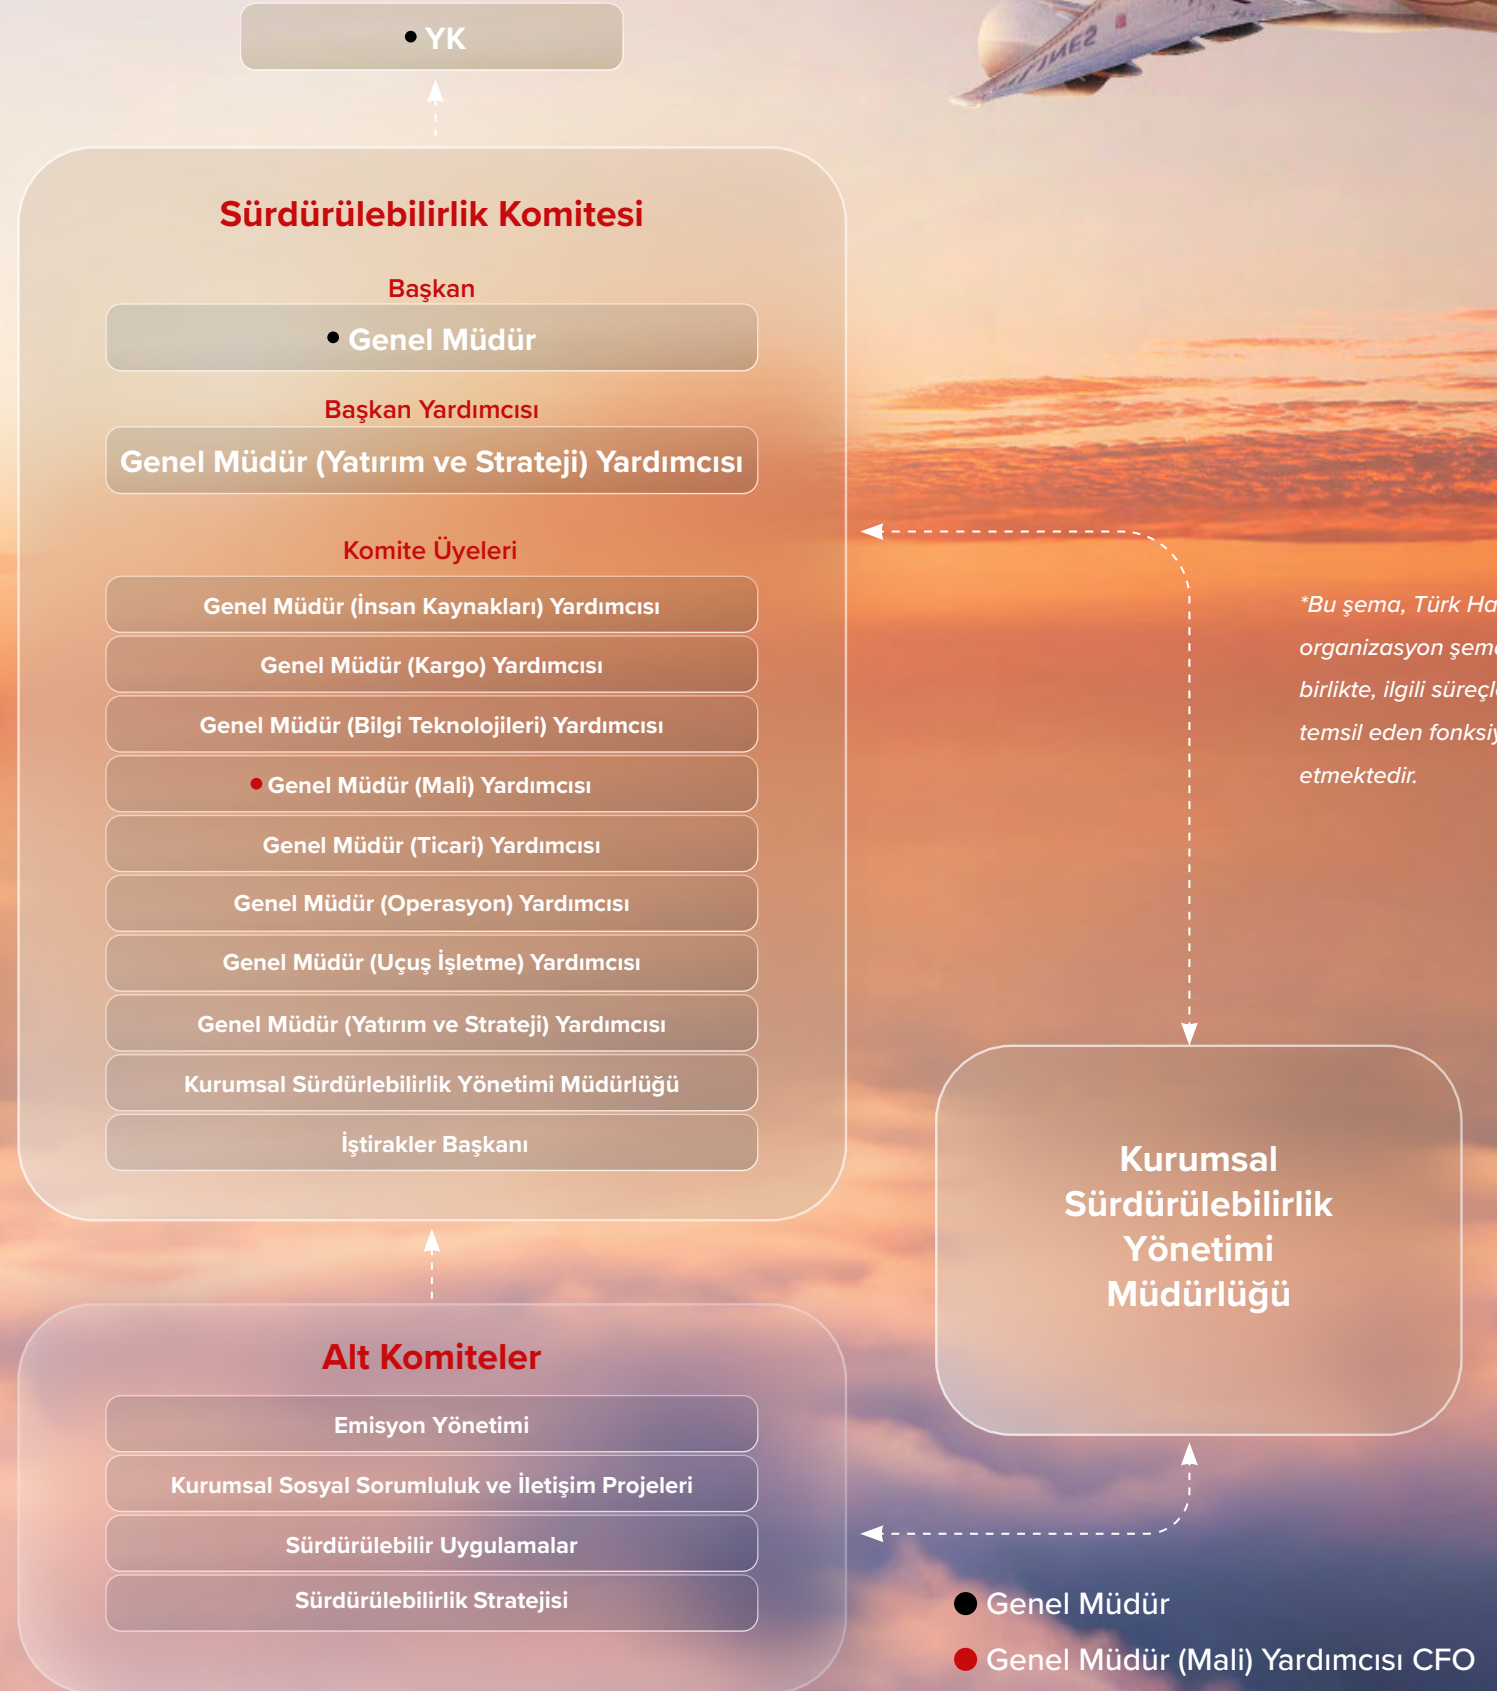 YK
Sürdürülebilirlik Komitesi
Başkan
Genel Müdür
Başkan Yardımcısı
Genel Müdür (Yatırım ve Strateji) Yardımcısı
Komite Üyeleri
Genel Müdür (İnsan Kaynakları) Yardımcısı
Genel Müdür (Kargo) Yardımcısı
Genel Müdür (Bilgi Teknolojileri) Yardımcısı
Genel Müdür (Mali) Yardımcısı
Genel Müdür (Ticari) Yardımcısı
Genel Müdür (Operasyon) Yardımcısı
Genel Müdür (Uçuş İşletme) Yardımcısı
Genel Müdür (Yatırım ve Strateji) Yardımcısı
Kurumsal Sürdürlebilirlik Yönetimi Müdürlüğü
İştirakler Başkanı
Alt Komiteler
Emisyon Yönetimi
Kurumsal Sosyal Sorumluluk ve İletişim Projeleri
Sürdürülebilir Uygulamalar
Sürdürülebilirlik Stratejisi
*Bu şema, Türk
organizasyon
birlikte, ilgili
temsil eden
etmektedir.
Kurumsal
Sürdürülebilirlik
Yönetimi
Müdürlüğü
Genel Müdür
Genel Müdür (Mali) Yardımcısı CFO